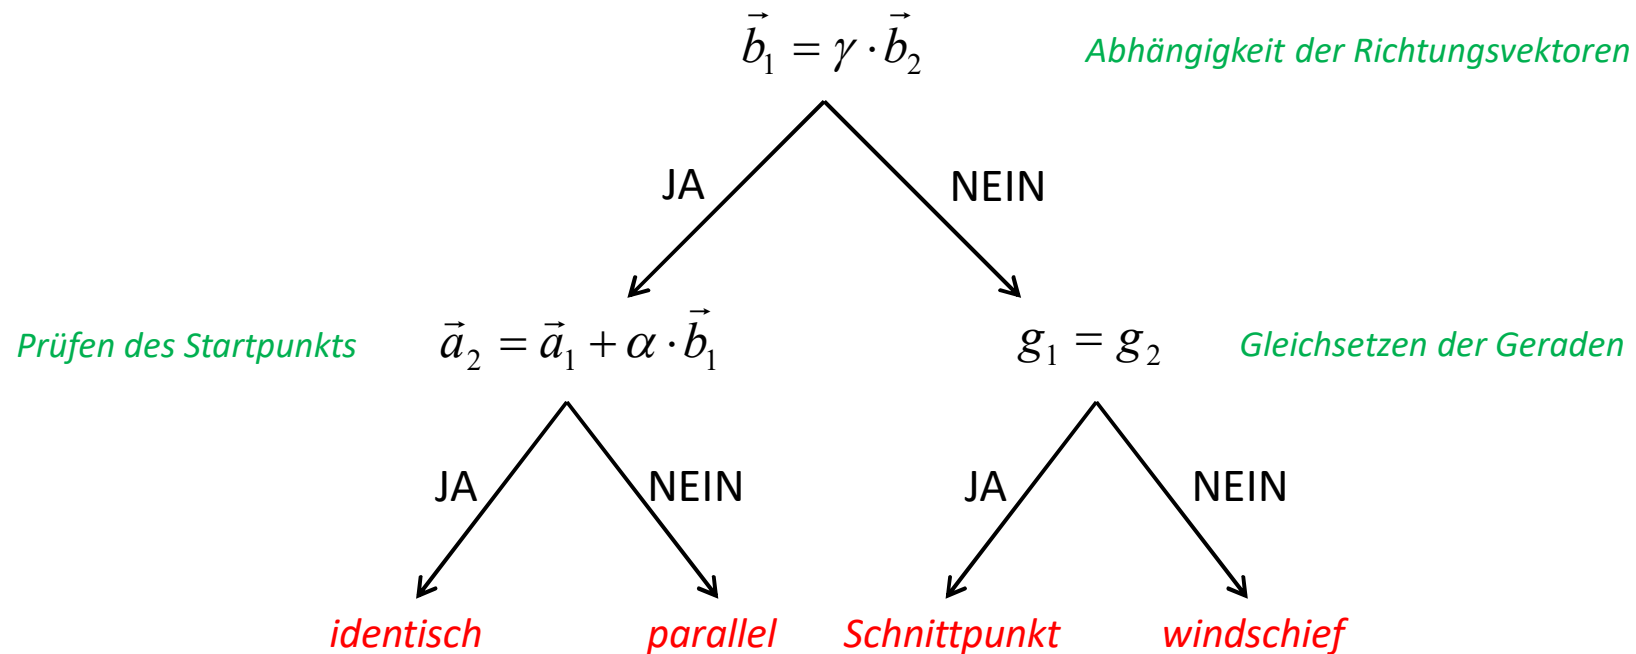 b⃗₁ = γ · b⃗₂ Abhängigkeit der Richtungsvektoren
JA NEIN
Prüfen des Startpunkts a⃗₂ = a⃗₁ + α · b⃗₁ g₁ = g₂ Gleichsetzen der Geraden
JA NEIN JA NEIN
identisch parallel Schnittpunkt windschief